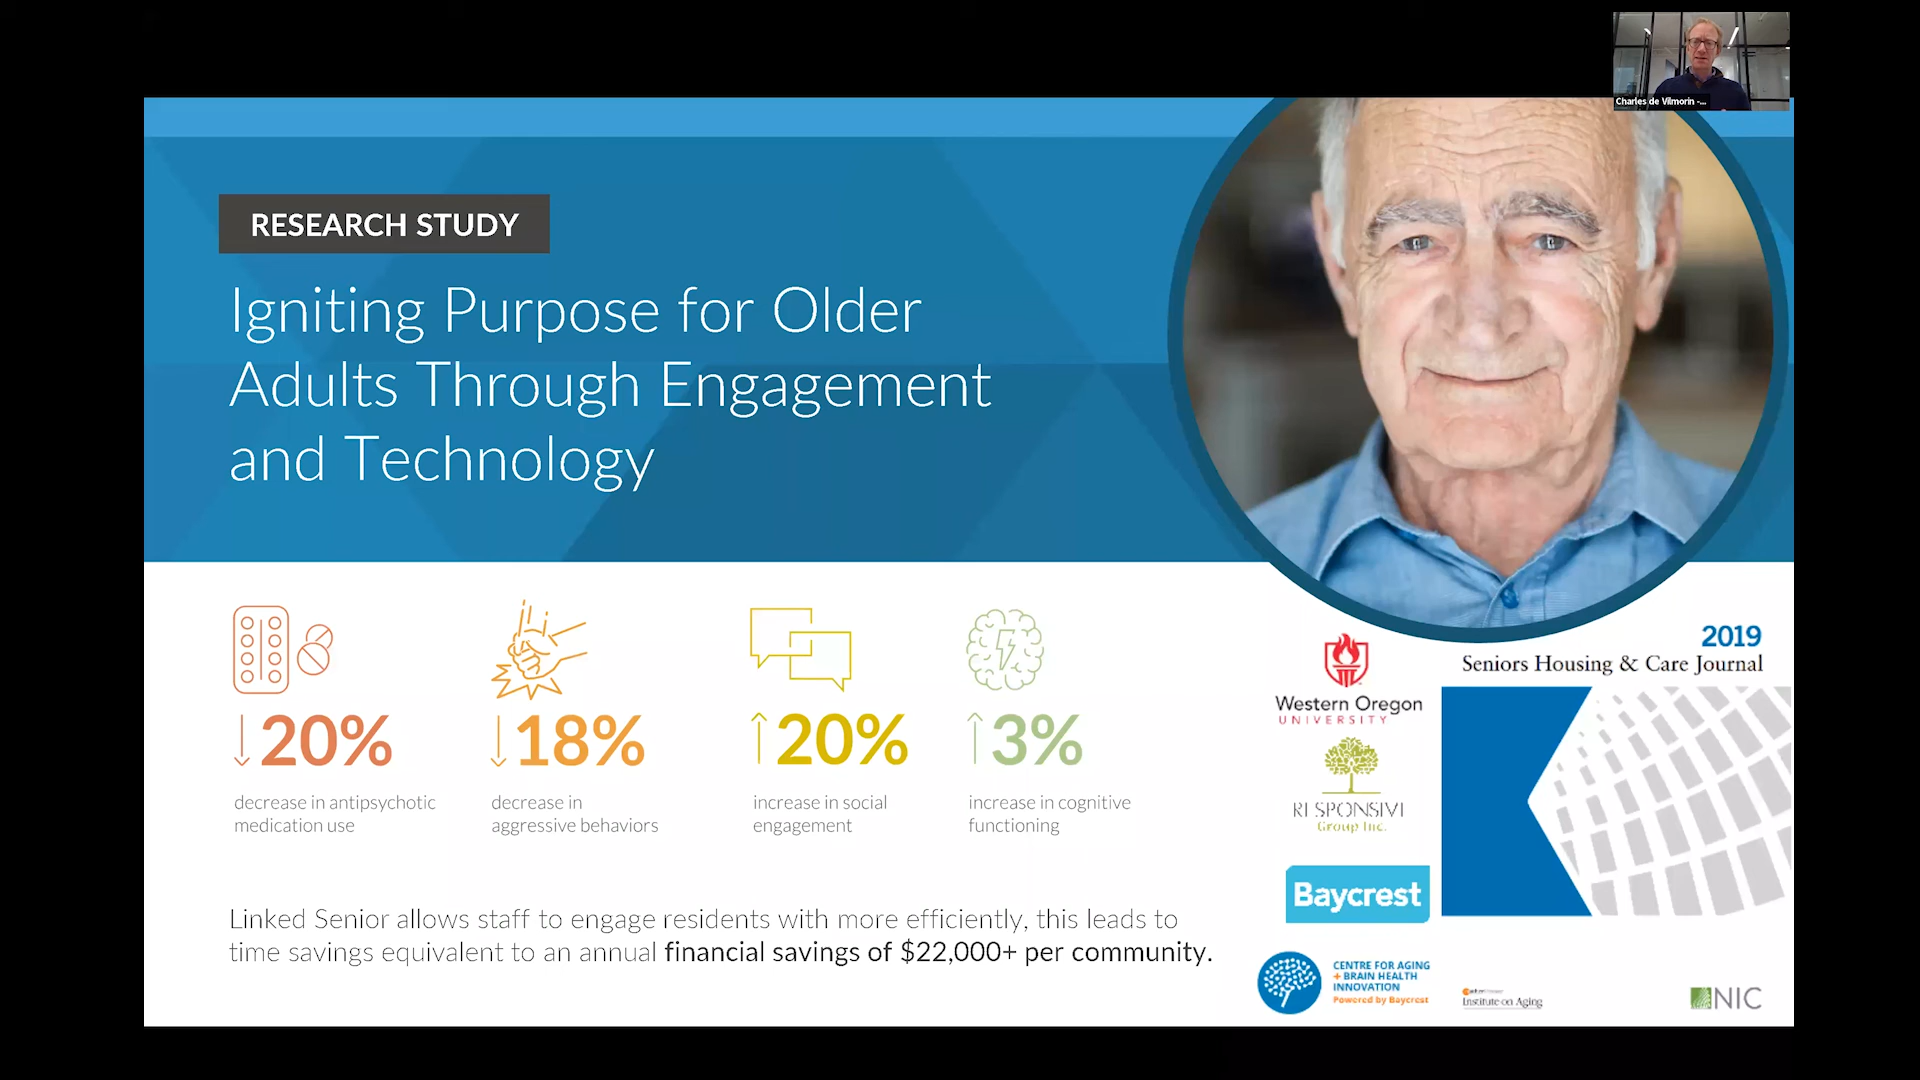 Charles de Vilmorin -...
RESEARCH STUDY
Igniting Purpose for Older
Adults Through Engagement
and Technology
↓20%
decrease in antipsychotic
medication use
↓18%
decrease in
aggressive behaviors
↑20%
increase in social
engagement
↑3%
increase in cognitive
functioning
Linked Senior allows staff to engage residents with more efficiently, this leads to
time savings equivalent to an annual financial savings of $22,000+ per community.
Western Oregon
UNIVERSITY
RESPONSIVE
Group Inc.
Baycrest
CENTRE FOR AGING
+ BRAIN HEALTH
INNOVATION
Powered by Baycrest
2019
Seniors Housing & Care Journal
Institute on Aging
NIC